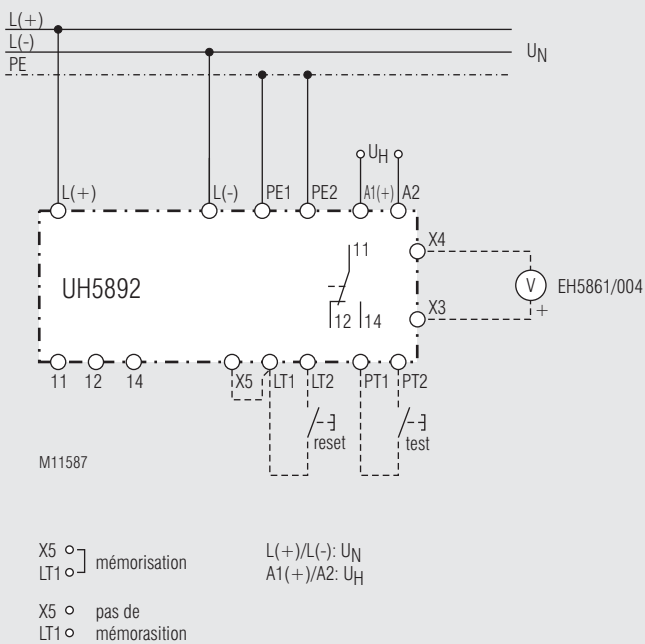 L(+)
L(-)
UN
PE
UH
L(+) L(-) PE1 PE2 A1(+) A2
X4
11
UH5892
V EH5861/004
X3
+
12 14
11 12 14 X5 LT1 LT2 PT1 PT2
reset test
M11587
X5 mémorisation
LT1
L(+)/L(-): UN
A1(+)/A2: UH
X5 pas de
LT1 mémorasition